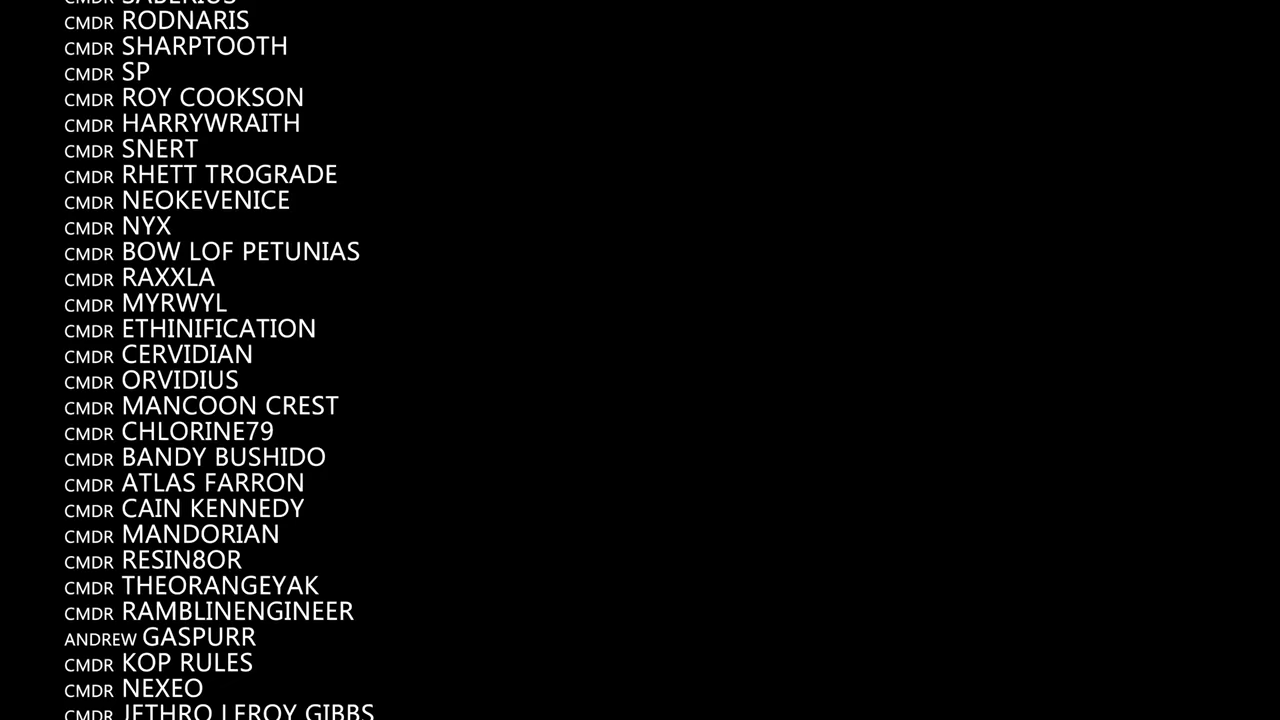 CMDR SABERIUS
CMDR RODNARIS
CMDR SHARPTOOTH
CMDR SP
CMDR ROY COOKSON
CMDR HARRYWRAITH
CMDR SNERT
CMDR RHETT TROGRADE
CMDR NEOKEVENICE
CMDR NYX
CMDR BOW LOF PETUNIAS
CMDR RAXXLA
CMDR MYRWYL
CMDR ETHINIFICATION
CMDR CERVIDIAN
CMDR ORVIDIUS
CMDR MANCOON CREST
CMDR CHLORINE79
CMDR BANDY BUSHIDO
CMDR ATLAS FARRON
CMDR CAIN KENNEDY
CMDR MANDORIAN
CMDR RESIN8OR
CMDR THEORANGEYAK
CMDR RAMBLINENGINEER
ANDREW GASPURR
CMDR KOP RULES
CMDR NEXEO
CMDR JETHRO LEROY GIBBS